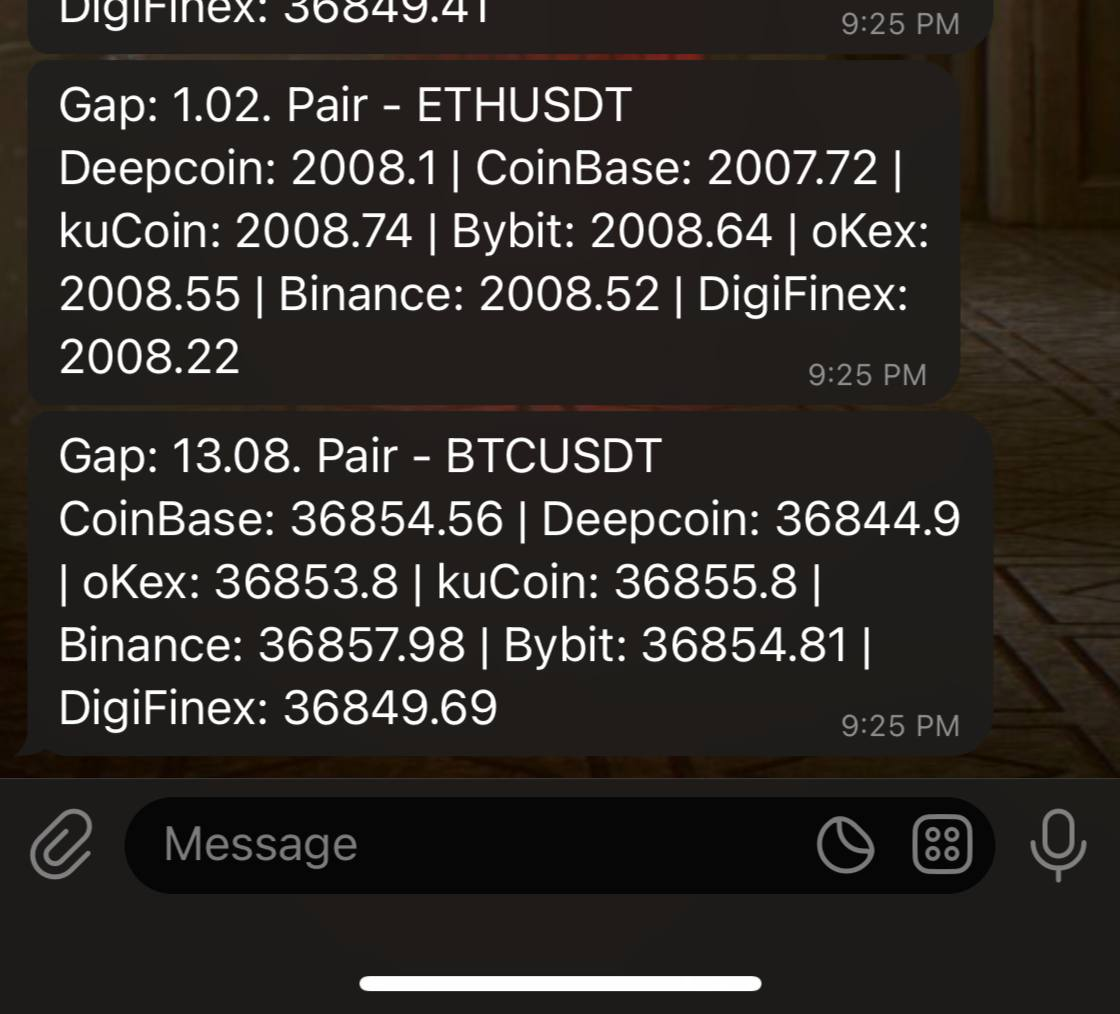 DigiFinex: 36849.41
9:25 PM
Gap: 1.02. Pair - ETHUSDT
Deepcoin: 2008.1 | CoinBase: 2007.72 |
kuCoin: 2008.74 | Bybit: 2008.64 | oKex:
2008.55 | Binance: 2008.52 | DigiFinex:
2008.22
9:25 PM
Gap: 13.08. Pair - BTCUSDT
CoinBase: 36854.56 | Deepcoin: 36844.9
| oKex: 36853.8 | kuCoin: 36855.8 |
Binance: 36857.98 | Bybit: 36854.81 |
DigiFinex: 36849.69
9:25 PM
Message